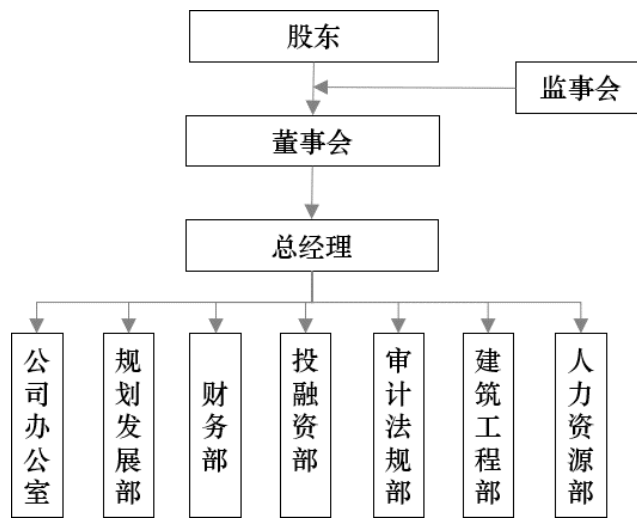 股东
监事会
董事会
总经理
公司办公室
规划发展部
财务部
投融资部
审计法规部
建筑工程部
人力资源部